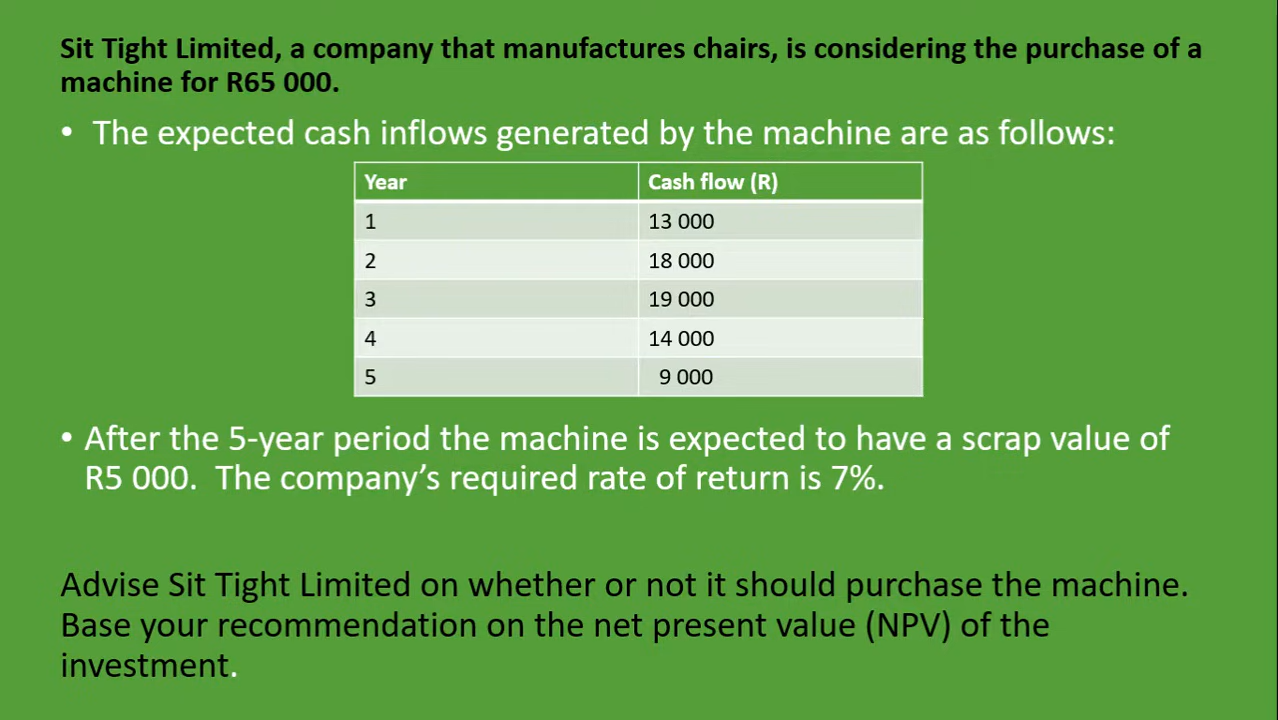 Sit Tight Limited, a company that manufactures chairs, is considering the purchase of a
machine for R65 000.
• The expected cash inflows generated by the machine are as follows:
Year Cash flow (R)
1 13 000
2 18 000
3 19 000
4 14 000
5 9 000
• After the 5-year period the machine is expected to have a scrap value of
R5 000. The company’s required rate of return is 7%.
Advise Sit Tight Limited on whether or not it should purchase the machine.
Base your recommendation on the net present value (NPV) of the
investment.